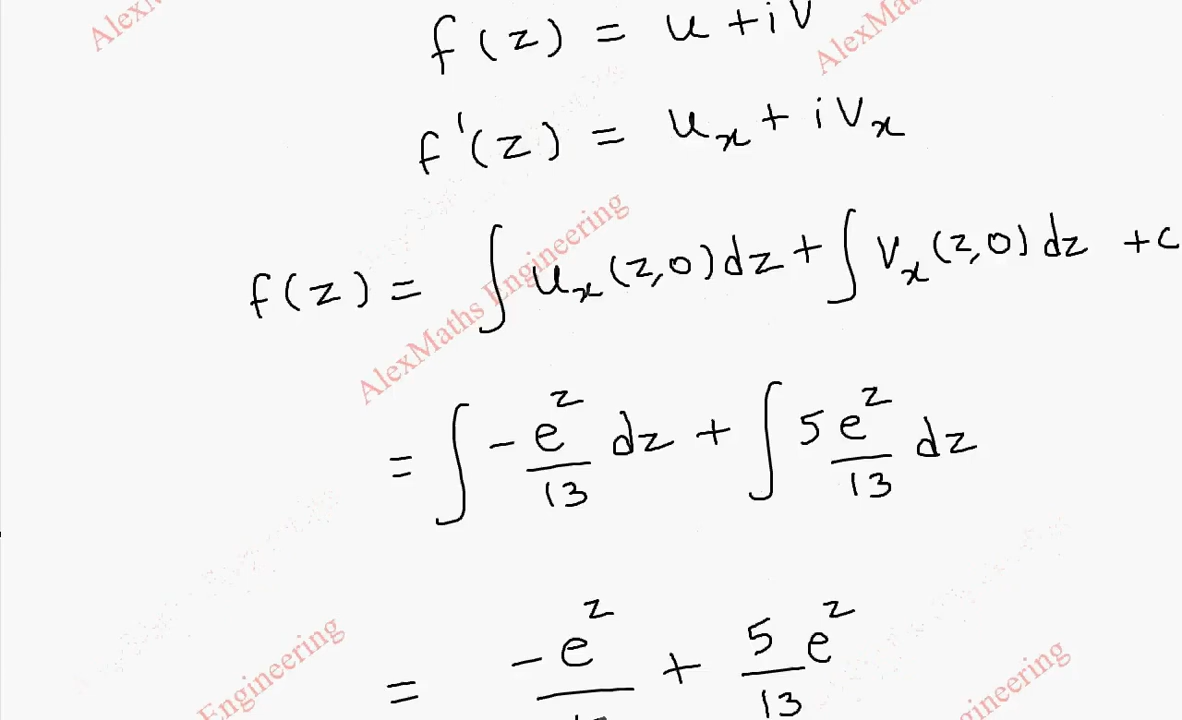 f(z) = u + iv
f'(z) = u_x + iv_x
f(z) = ∫ u_x(z,0)dz + ∫ v_x(z,0)dz + c
= ∫ -e^z/13 dz + ∫ 5e^z/13 dz
= -e^z/ + 5e^z/13
AlexMaths Engineering
Engineering